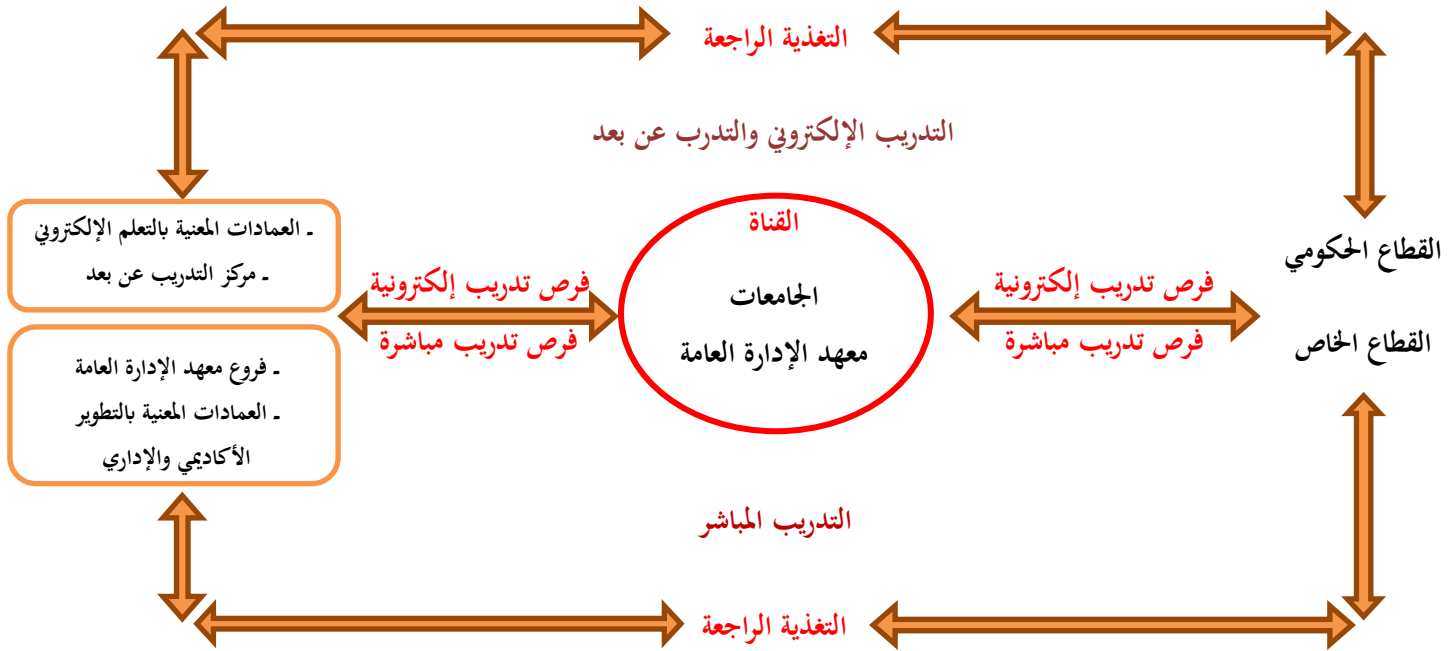 التغذية الراجعة
التدريب الإلكتروني والتدرب عن بعد
القطاع الحكومي
القطاع الخاص
فرص تدريب إلكترونية
فرص تدريب مباشرة
القناة
الجامعات
معهد الإدارة العامة
فرص تدريب إلكترونية
فرص تدريب مباشرة
ـ العمادات المعنية بالتعلم الإلكتروني
ـ مركز التدريب عن بعد
ـ فروع معهد الإدارة العامة
ـ العمادات المعنية بالتطوير
الأكاديمي والإداري
التدريب المباشر
التغذية الراجعة